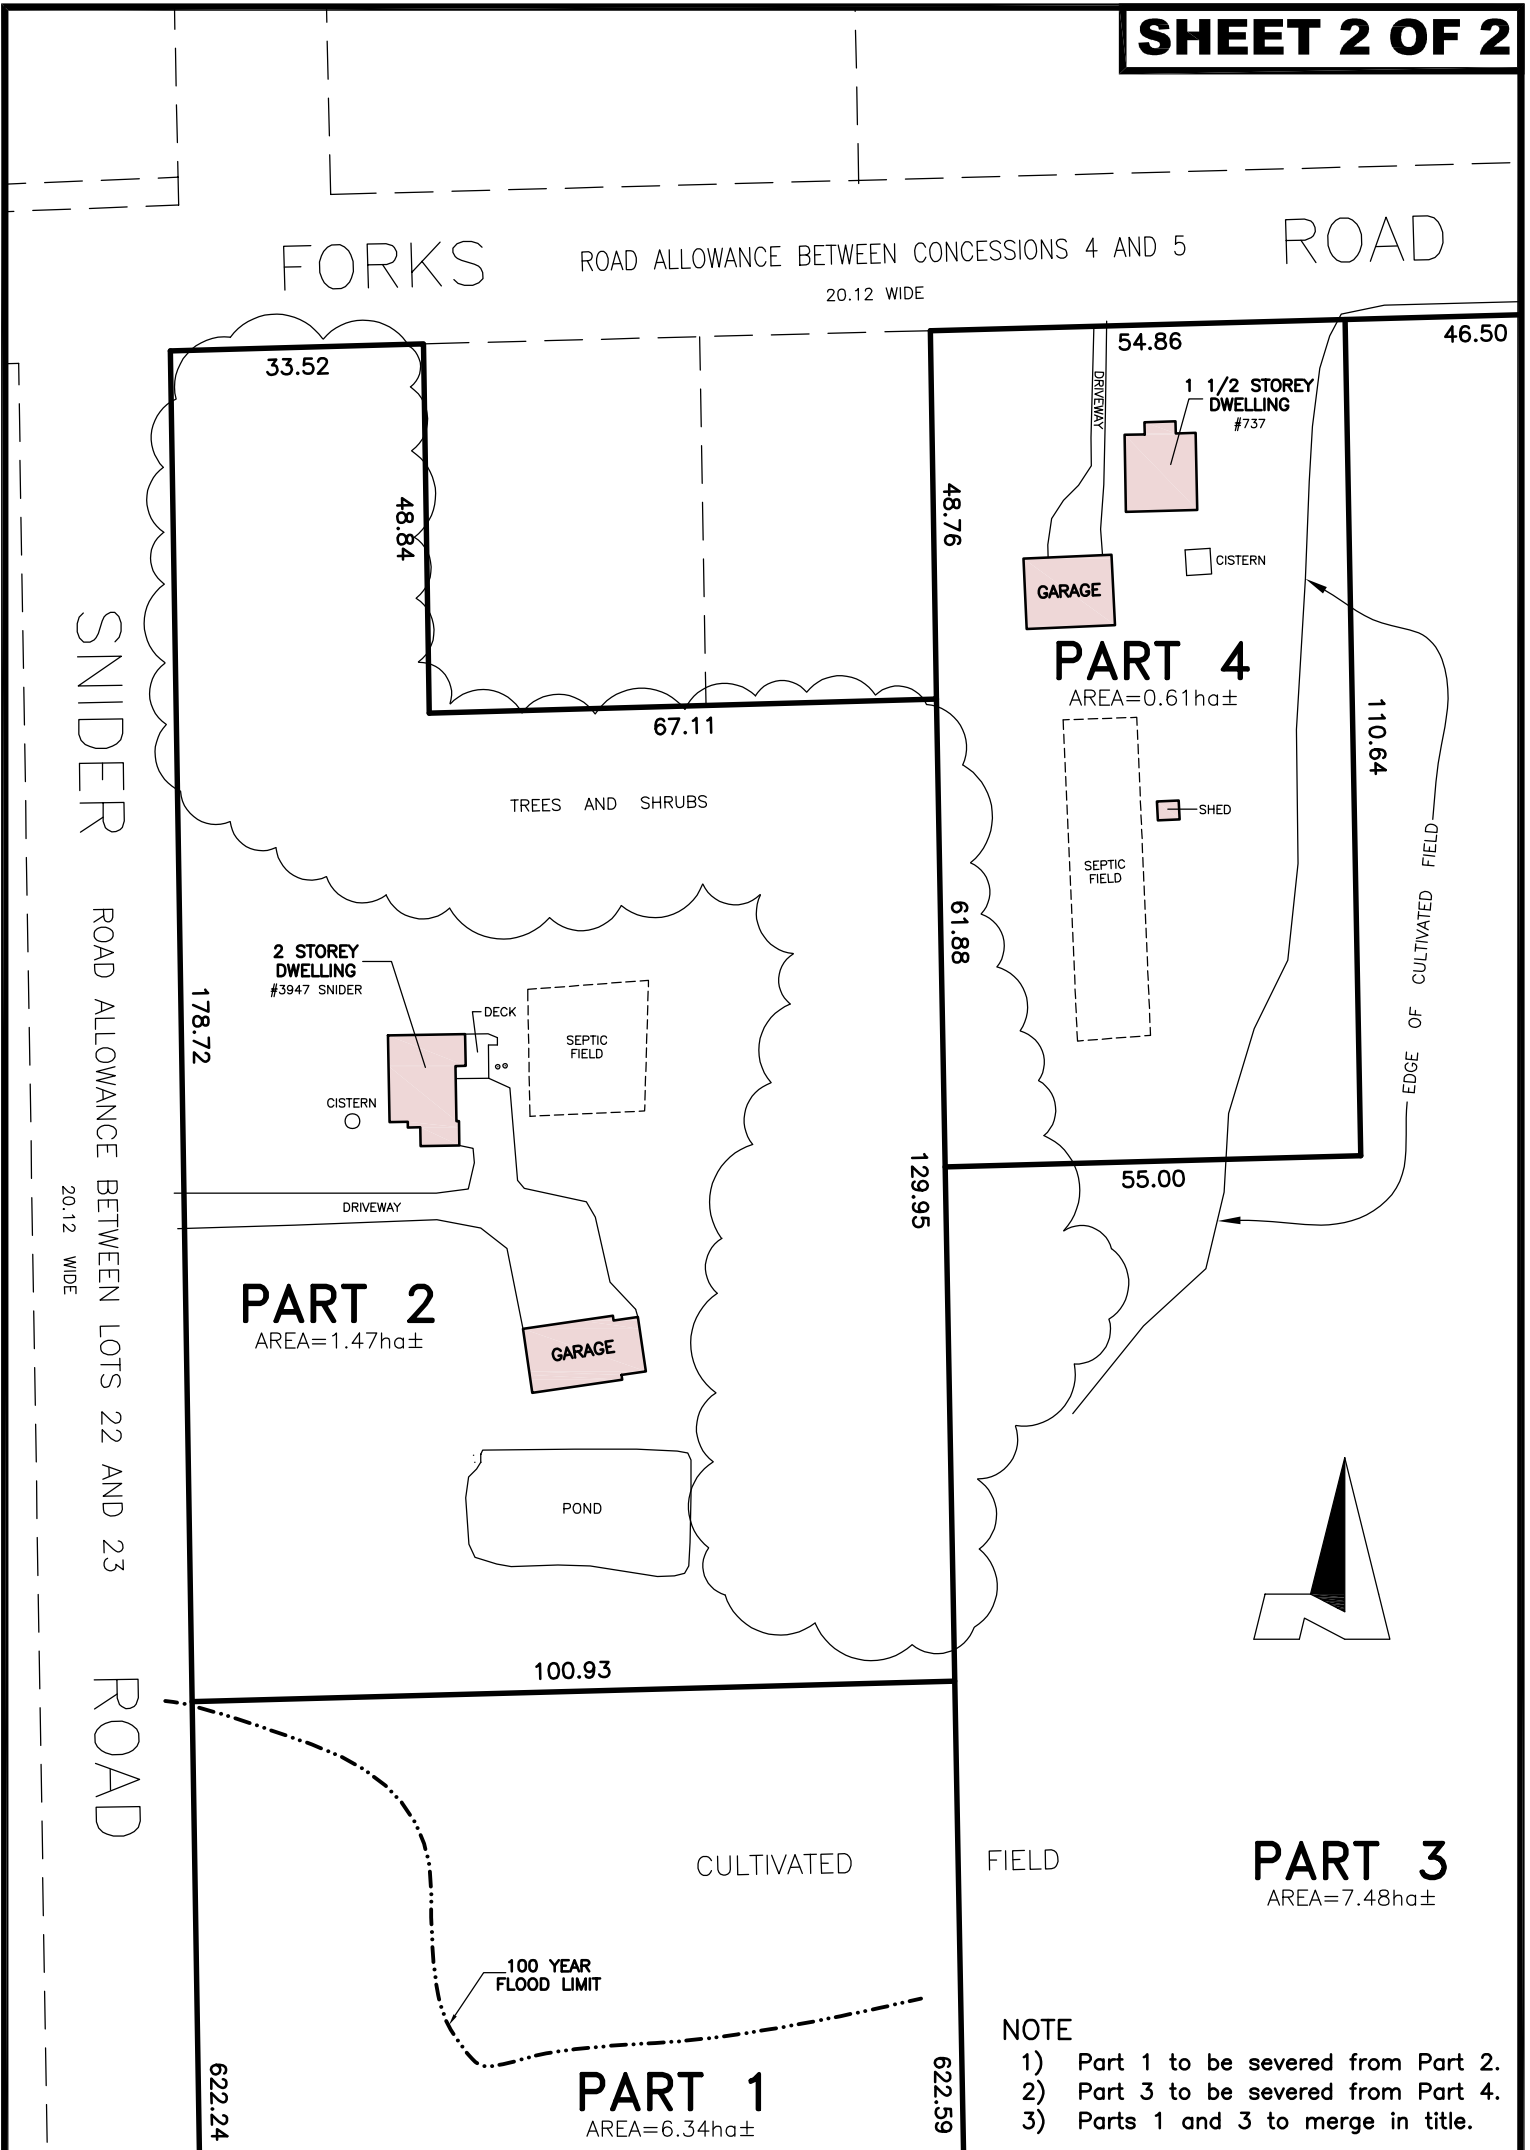 SHEET 2 OF 2
FORKS
ROAD ALLOWANCE BETWEEN CONCESSIONS 4 AND 5
ROAD
20.12 WIDE
33.52
54.86
46.50
DRIVEWAY
1 1/2 STOREY
DWELLING
#737
48.84
48.76
CISTERN
GARAGE
PART 4
AREA=0.61ha±
110.64
67.11
TREES AND SHRUBS
SHED
SEPTIC
FIELD
EDGE OF CULTIVATED FIELD
61.88
SNIDER
ROAD ALLOWANCE BETWEEN LOTS 22 AND 23
ROAD
20.12 WIDE
178.72
2 STOREY
DWELLING
#3947 SNIDER
DECK
SEPTIC
FIELD
CISTERN
DRIVEWAY
129.95
55.00
PART 2
AREA=1.47ha±
GARAGE
POND
100.93
CULTIVATED FIELD
PART 3
AREA=7.48ha±
100 YEAR
FLOOD LIMIT
622.24
PART 1
AREA=6.34ha±
622.59
NOTE
1) Part 1 to be severed from Part 2.
2) Part 3 to be severed from Part 4.
3) Parts 1 and 3 to merge in title.